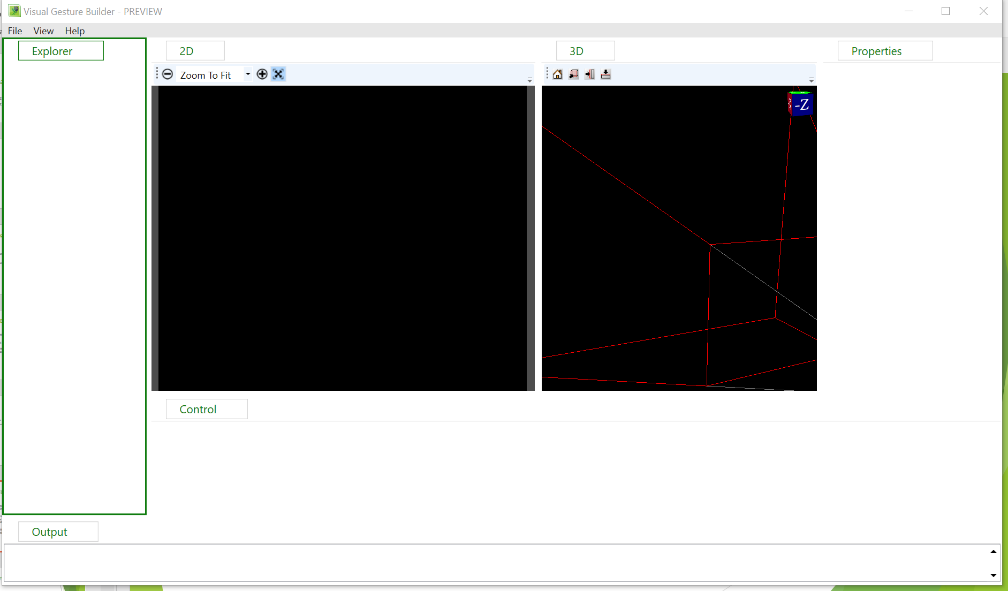 Visual Gesture Builder - PREVIEW
File View Help
Explorer
2D
3D
Properties
Zoom To Fit
-Z
Control
Output